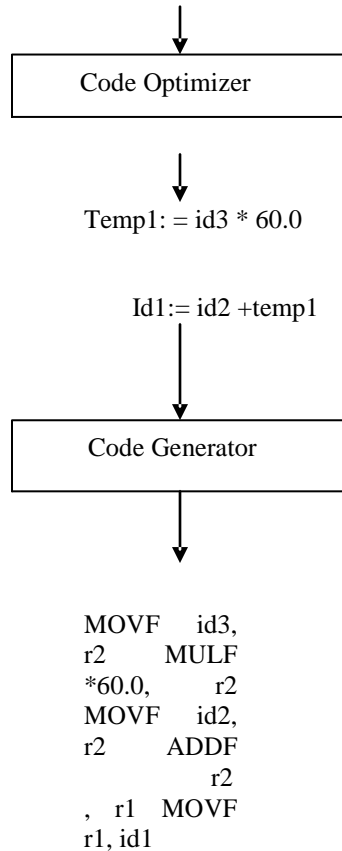 Code Optimizer
Temp1: = id3 * 60.0
Id1:= id2 +temp1
Code Generator
MOVF id3,
r2 MULF
*60.0, r2
MOVF id2,
r2 ADDF
r2
, r1 MOVF
r1, id1